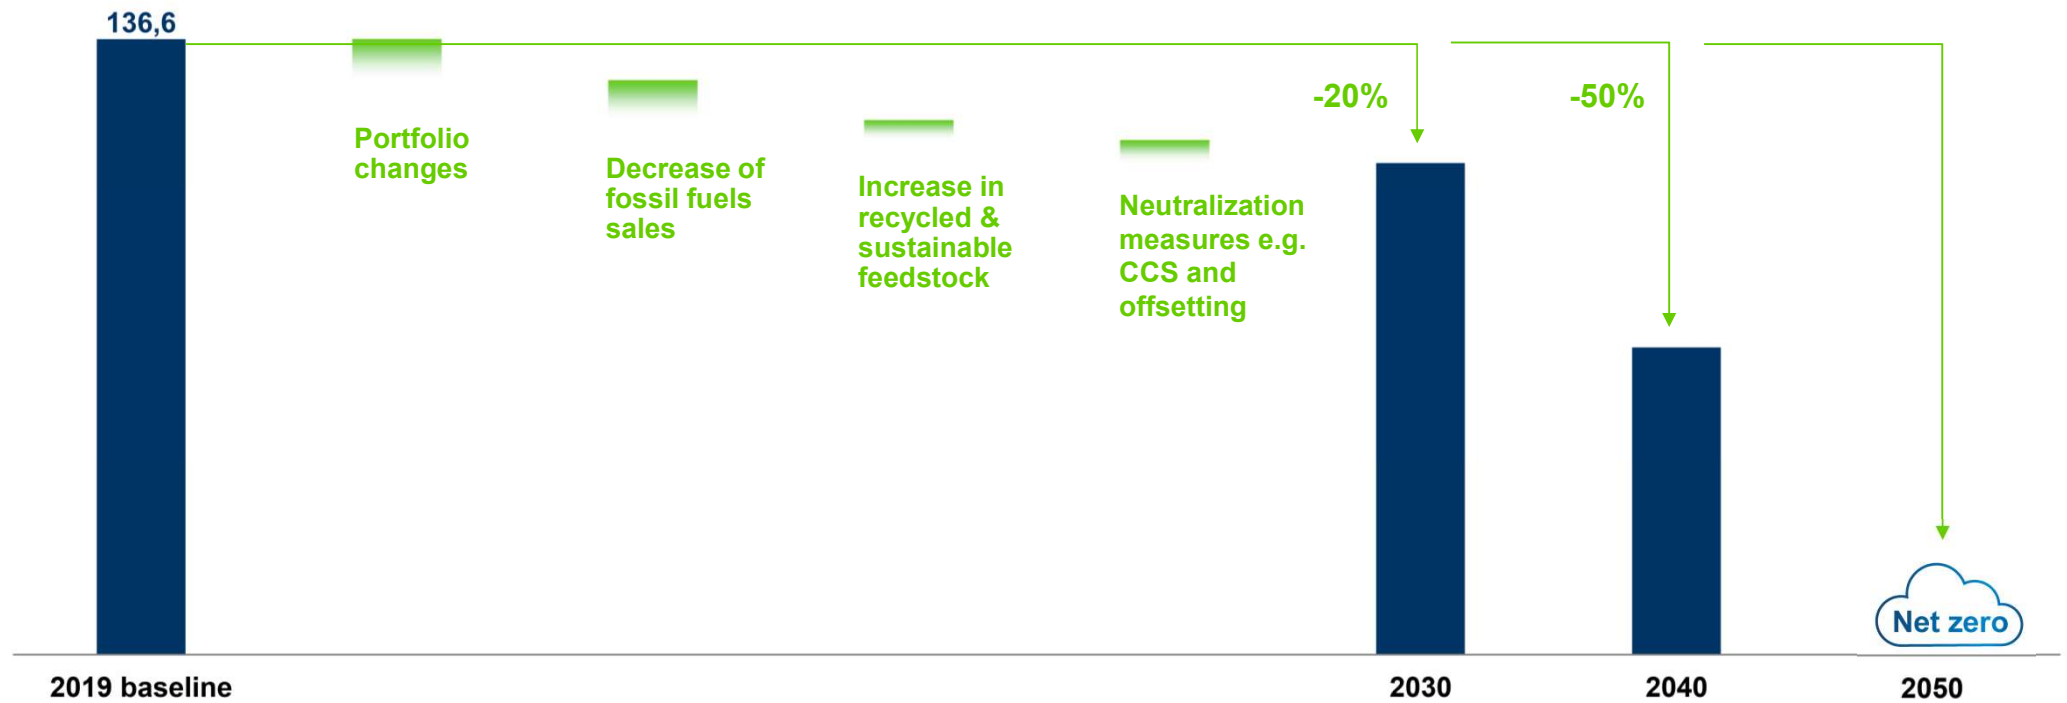 136,6
Portfolio
changes
Decrease of
fossil fuels
sales
Increase in
recycled &
sustainable
feedstock
Neutralization
measures e.g.
CCS and
offsetting
-20%
-50%
Net zero
2019 baseline
2030
2040
2050